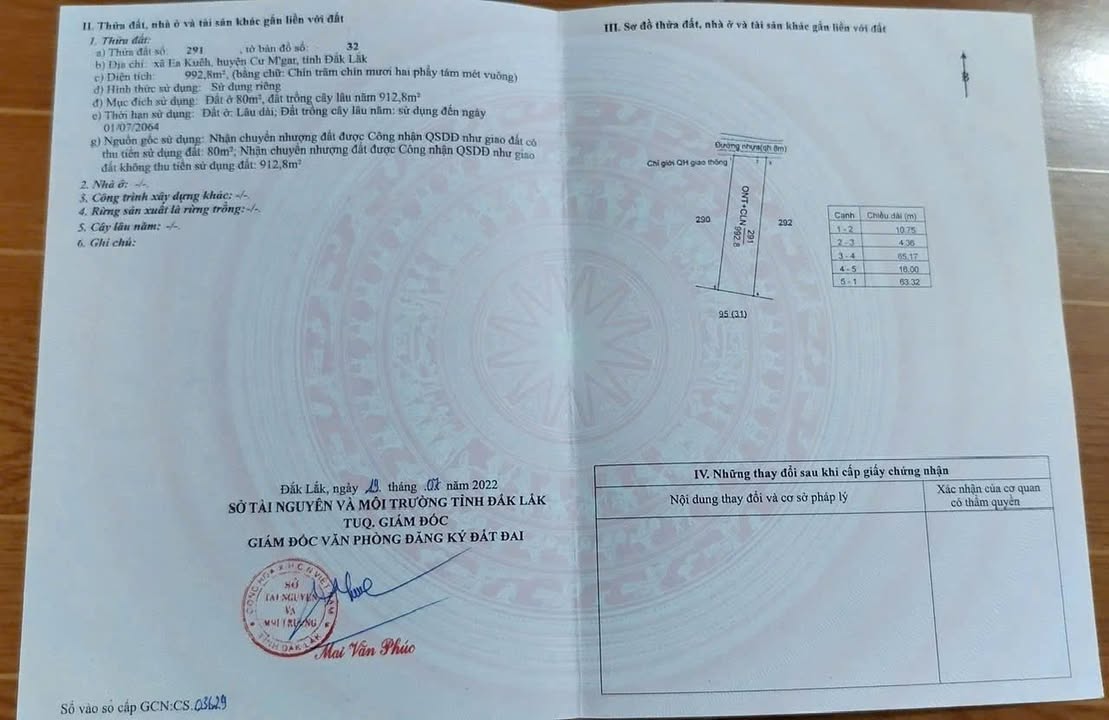 II. Thửa đất, nhà ở và tài sản khác gắn liền với đất
1. Thửa đất:
a) Thửa đất số: 291 , tờ bản đồ số: 32
b) Địa chỉ: xã Ea Kuêh, huyện Cư M'gar, tỉnh Đắk Lắk
c) Diện tích: 992,8m², (bằng chữ: Chín trăm chín mươi hai phẩy tám mét vuông)
d) Hình thức sử dụng: Sử dụng riêng
đ) Mục đích sử dụng: Đất ở 80m², đất trồng cây lâu năm 912,8m²
e) Thời hạn sử dụng: Đất ở: Lâu dài; Đất trồng cây lâu năm: sử dụng đến ngày
01/07/2064
g) Nguồn gốc sử dụng: Nhận chuyển nhượng đất được Công nhận QSDĐ như giao đất có
thu tiền sử dụng đất: 80m²; Nhận chuyển nhượng đất được Công nhận QSDĐ như giao
đất không thu tiền sử dụng đất: 912,8m²
2. Nhà ở: -/-.
3. Công trình xây dựng khác: -/-.
4. Rừng sản xuất là rừng trồng:-/-.
5. Cây lâu năm: -/-.
6. Ghi chú:
Đắk Lắk, ngày 19 tháng .07 năm 2022
SỞ TÀI NGUYÊN VÀ MÔI TRƯỜNG TỈNH ĐẮK LẮK
TUQ. GIÁM ĐỐC
GIÁM ĐỐC VĂN PHÒNG ĐĂNG KÝ ĐẤT ĐAI
CỘNG HÒA X.H.C.N VIỆT NAM
SỞ
TÀI NGUYÊN
VÀ
MÔI TRƯỜNG
TỈNH ĐẮK LẮK
Mai Văn Phúc
Số vào sổ cấp GCN:CS.03629
III. Sơ đồ thửa đất, nhà ở và tài sản khác gắn liền với đất
B
Đường nhựa(qh 8m)
Chỉ giới QH giao thông
290
ONT+CLN 291
992.8
292
95 (31)
Cạnh Chiều dài (m)
1 - 2 10.75
2 - 3 4.36
3 - 4 65.17
4 - 5 16.00
5 - 1 63.32
IV. Những thay đổi sau khi cấp giấy chứng nhận
Nội dung thay đổi và cơ sở pháp lý
Xác nhận của cơ quan
có thẩm quyền